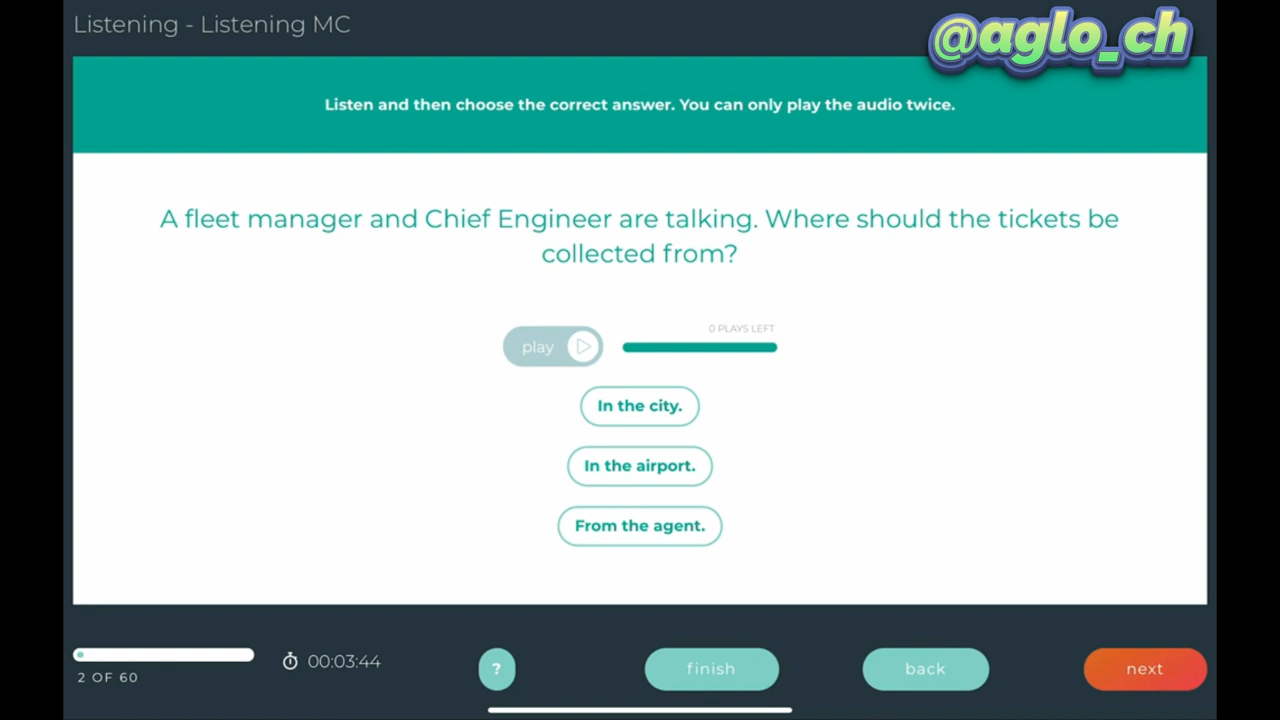 Listening - Listening MC
@aglo_ch
Listen and then choose the correct answer. You can only play the audio twice.
A fleet manager and Chief Engineer are talking. Where should the tickets be
collected from?
0 PLAYS LEFT
play
In the city.
In the airport.
From the agent.
00:03:44
2 OF 60
?
finish
back
next